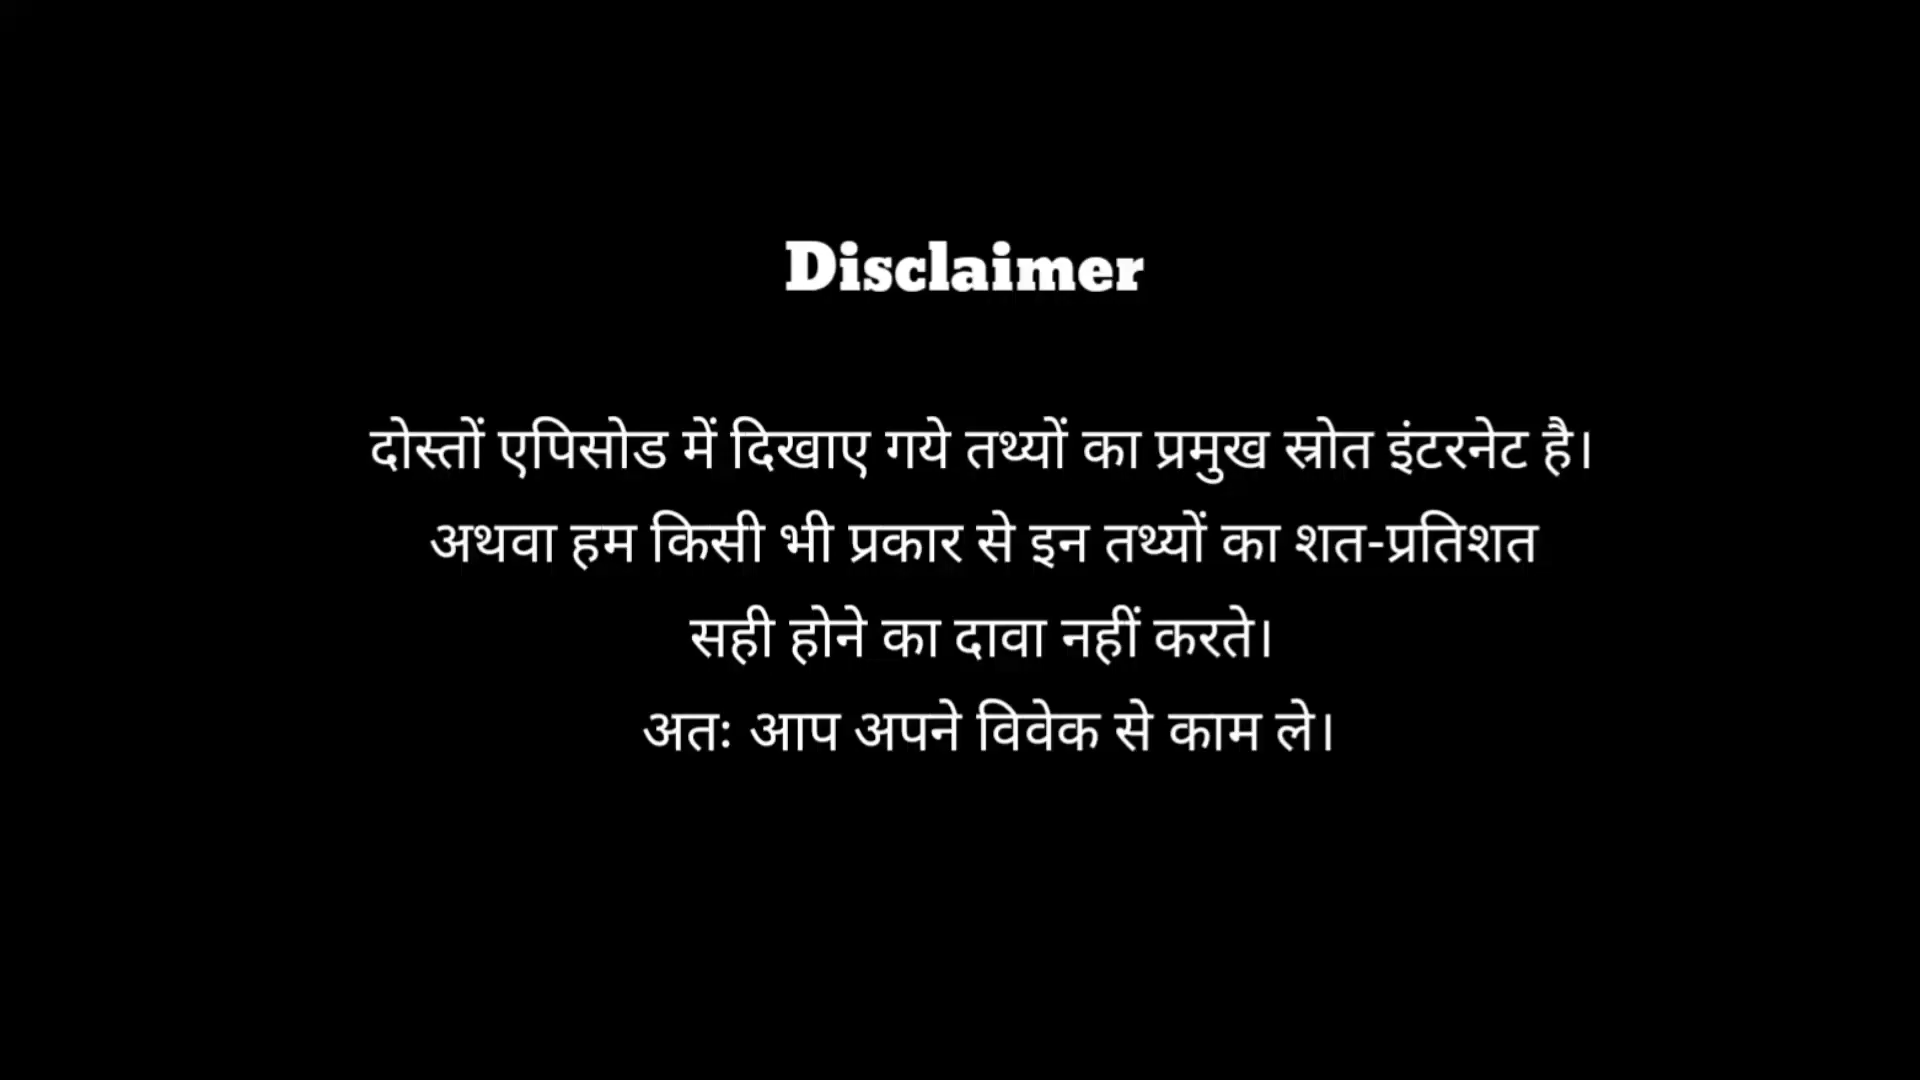 Disclaimer
दोस्तों एपिसोड में दिखाए गये तथ्यों का प्रमुख स्रोत इंटरनेट है।
अथवा हम किसी भी प्रकार से इन तथ्यों का शत-प्रतिशत
सही होने का दावा नहीं करते।
अतः आप अपने विवेक से काम ले।